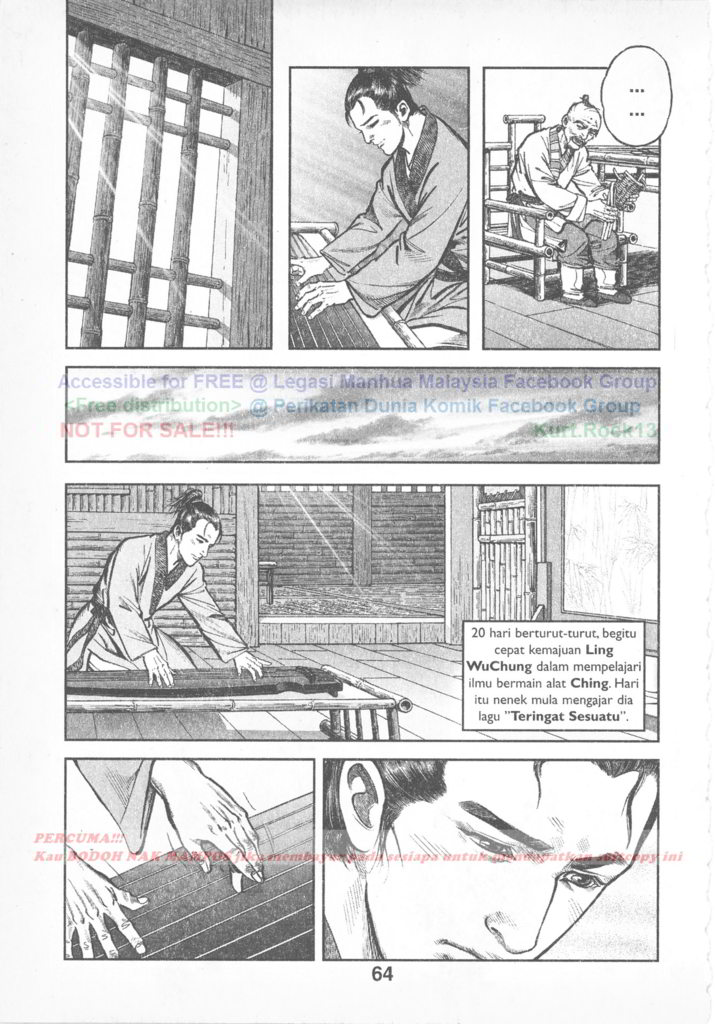 ...
...
Accessible for FREE @ Legasi Manhua Malaysia Facebook Group
<Free distribution> @ Perikatan Dunia Komik Facebook Group
NOT FOR SALE!!!
Kurt.Rock13
20 hari berturut-turut, begitu
cepat kemajuan Ling
WuChung dalam mempelajari
ilmu bermain alat Ching. Hari
itu nenek mula mengajar dia
lagu "Teringat Sesuatu".
PERCUMA!!!
Kau BODOH NAK MAMPUS jika membayar pada sesiapa untuk mendapatkan softcopy ini
64